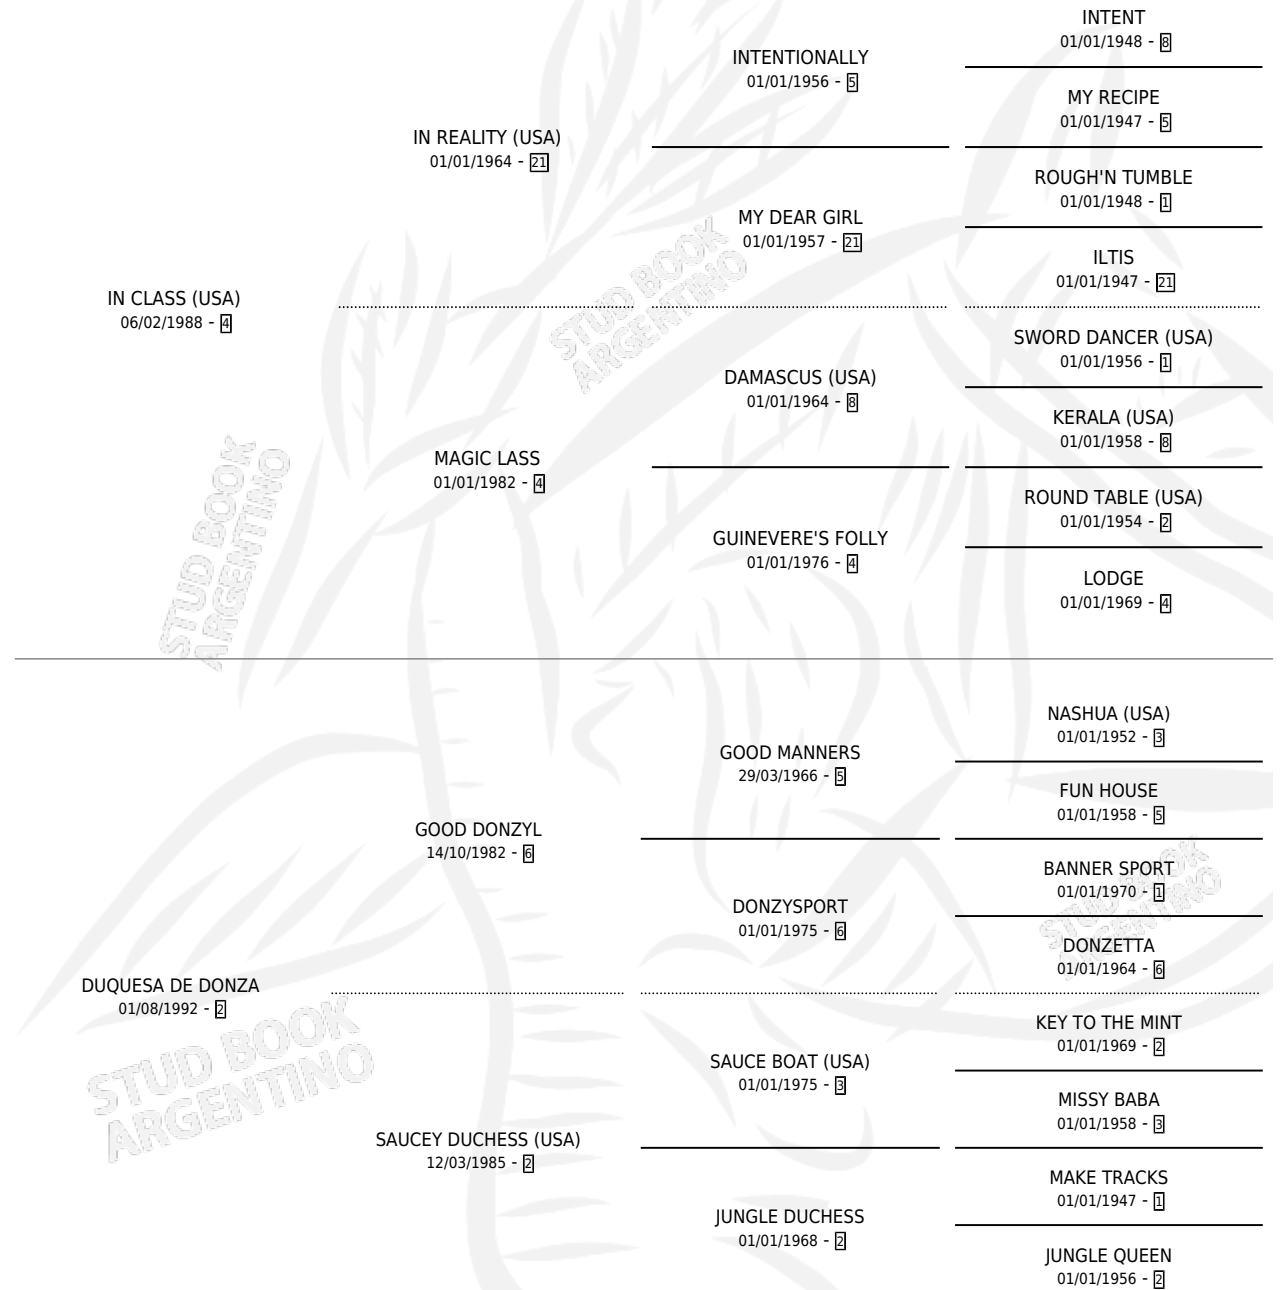 INTENT
01/01/1948 - 8
INTENTIONALLY
01/01/1956 - 5
MY RECIPE
01/01/1947 - 5
IN REALITY (USA)
01/01/1964 - 21
ROUGH'N TUMBLE
01/01/1948 - 1
MY DEAR GIRL
01/01/1957 - 21
ILTIS
01/01/1947 - 21
IN CLASS (USA)
06/02/1988 - 4
SWORD DANCER (USA)
01/01/1956 - 1
DAMASCUS (USA)
01/01/1964 - 8
KERALA (USA)
01/01/1958 - 8
MAGIC LASS
01/01/1982 - 4
ROUND TABLE (USA)
01/01/1954 - 2
GUINEVERE'S FOLLY
01/01/1976 - 4
LODGE
01/01/1969 - 4
NASHUA (USA)
01/01/1952 - 3
GOOD MANNERS
29/03/1966 - 5
FUN HOUSE
01/01/1958 - 5
GOOD DONZYL
14/10/1982 - 6
BANNER SPORT
01/01/1970 - 1
DONZYSPORT
01/01/1975 - 6
DONZETTA
01/01/1964 - 6
DUQUESA DE DONZA
01/08/1992 - 2
KEY TO THE MINT
01/01/1969 - 2
SAUCE BOAT (USA)
01/01/1975 - 3
MISSY BABA
01/01/1958 - 3
SAUCEY DUCHESS (USA)
12/03/1985 - 2
MAKE TRACKS
01/01/1947 - 1
JUNGLE DUCHESS
01/01/1968 - 2
JUNGLE QUEEN
01/01/1956 - 2
STUD BOOK
ARGENTINO
STUD BOOK
ARGENTINO
STUD BOOK
ARGENTINO
STUD BOOK
ARGENTINO